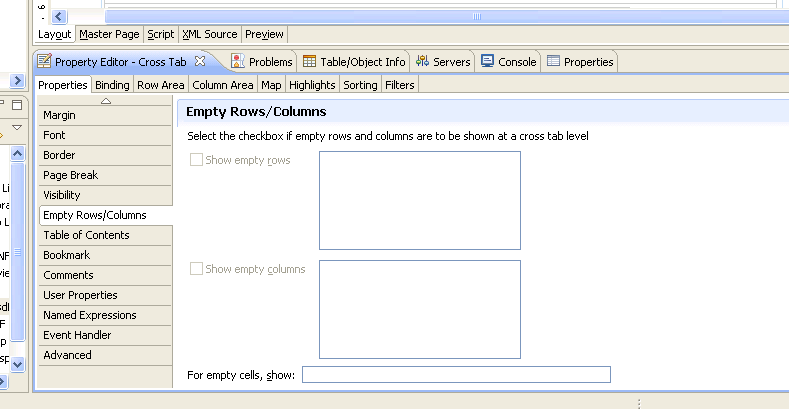 Layout Master Page Script XML Source Preview
Property Editor - Cross Tab Problems Table/Object Info Servers Console Properties
Properties Binding Row Area Column Area Map Highlights Sorting Filters
Margin
Font
Border
Page Break
Visibility
Empty Rows/Columns
Table of Contents
Bookmark
Comments
User Properties
Named Expressions
Event Handler
Advanced
Empty Rows/Columns
Select the checkbox if empty rows and columns are to be shown at a cross tab level
Show empty rows
Show empty columns
For empty cells, show: